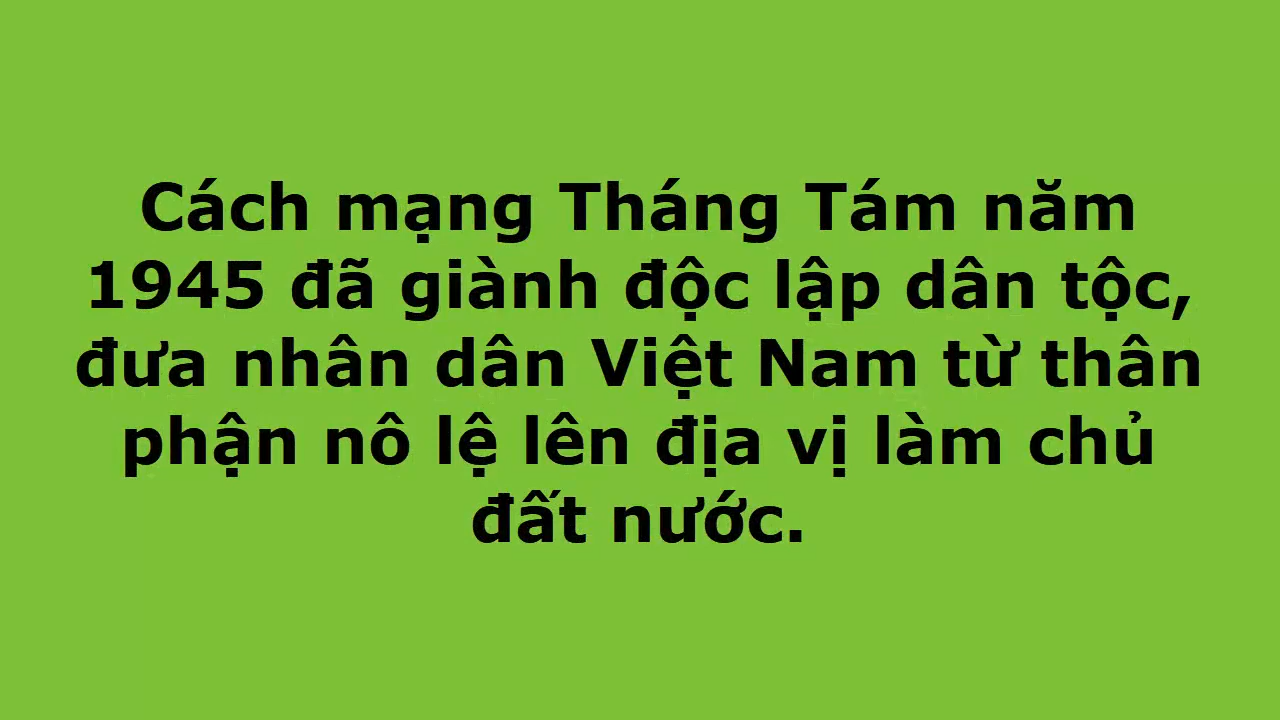 Cách mạng Tháng Tám năm
1945 đã giành độc lập dân tộc,
đưa nhân dân Việt Nam từ thân
phận nô lệ lên địa vị làm chủ
đất nước.